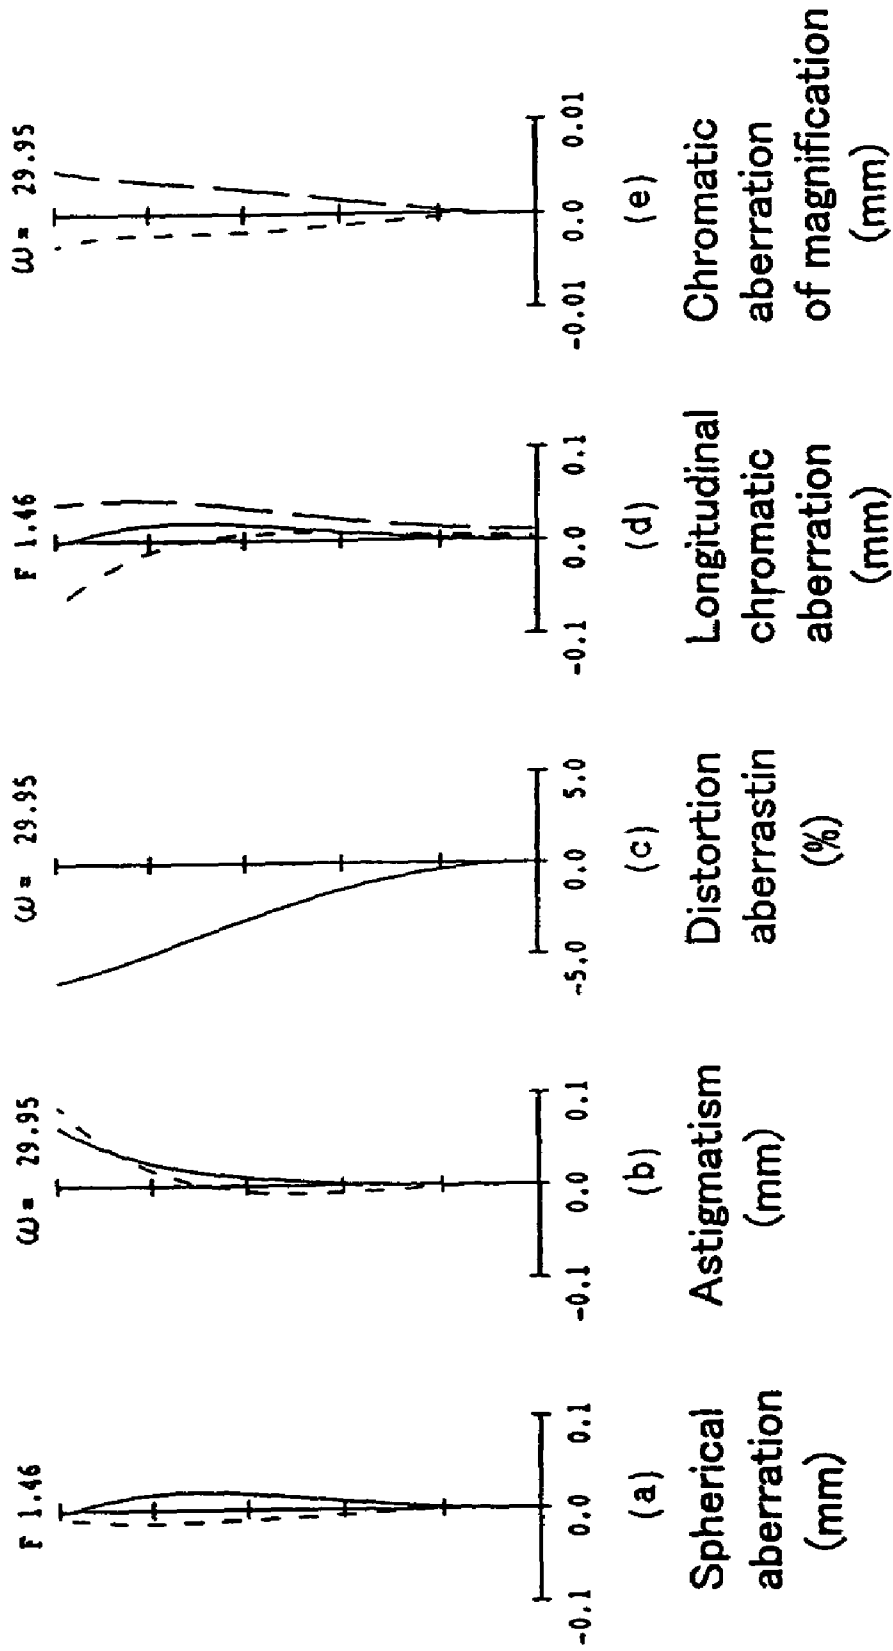 F 1.46
-0.1 0.0 0.1
(a)
Spherical
aberration
(mm)
ω= 29.95
-0.1 0.0 0.1
(b)
Astigmatism
(mm)
ω= 29.95
-5.0 0.0 5.0
(c)
Distortion
aberrastin
(%)
F 1.46
-0.1 0.0 0.1
(d)
Longitudinal
chromatic
aberration
(mm)
ω= 29.95
-0.01 0.0 0.01
(e)
Chromatic
aberration
of magnification
(mm)